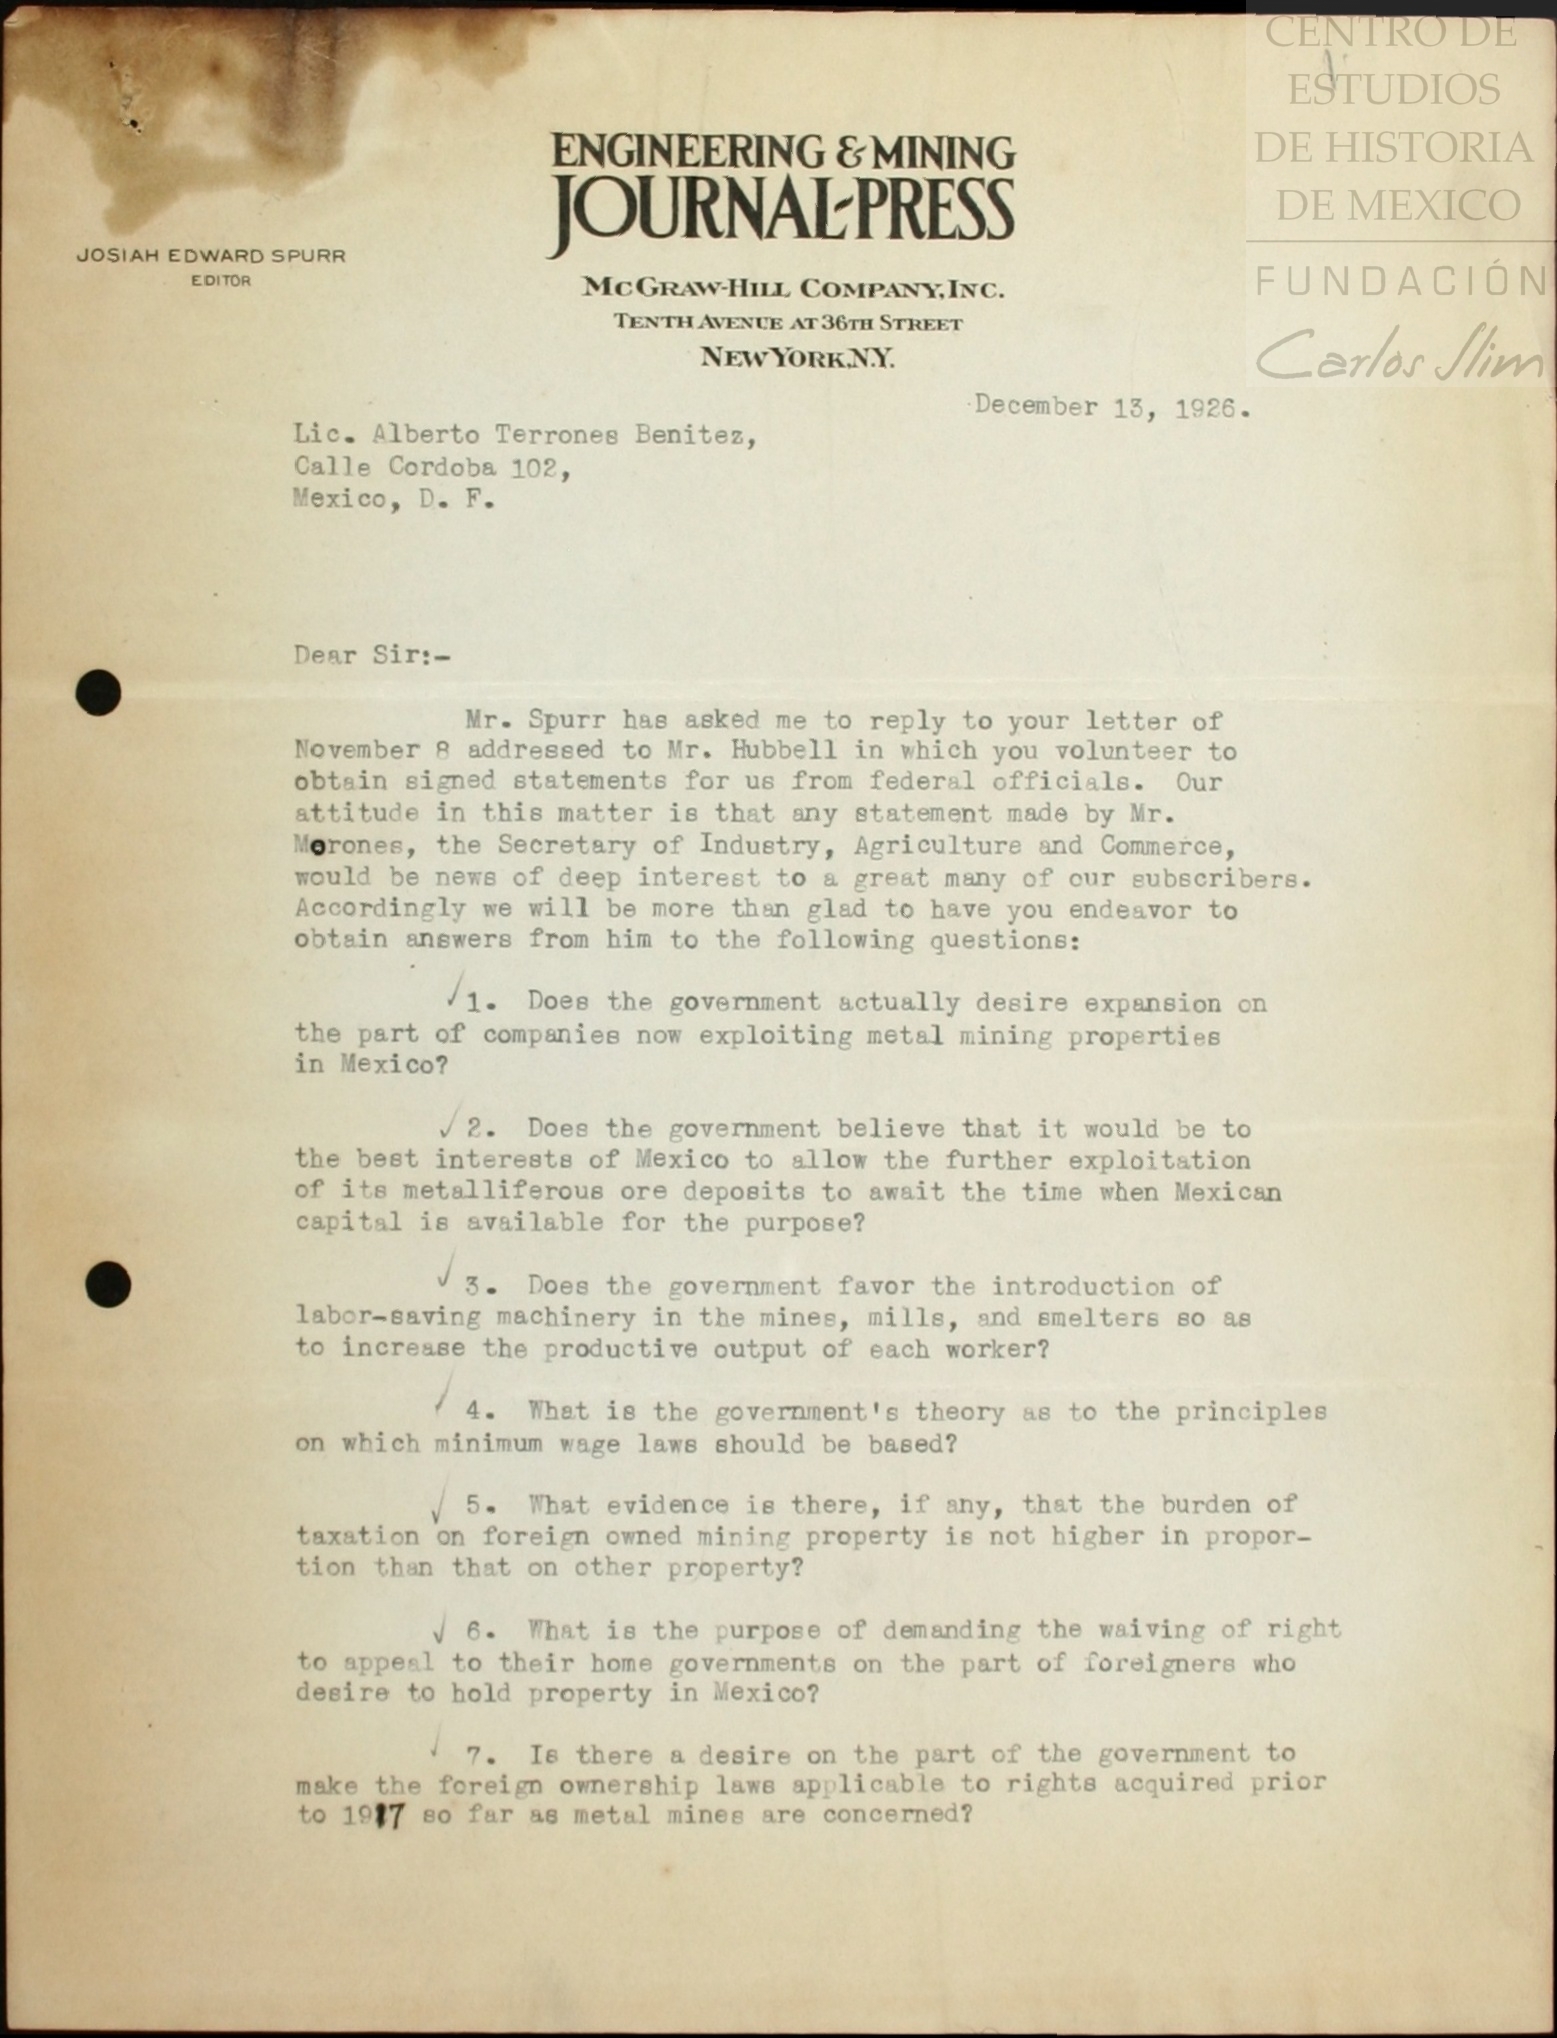 CENTRO DE
ESTUDIOS
DE HISTORIA
DE MEXICO
FUNDACIÓN
Carlos Slim
ENGINEERING & MINING
JOURNAL-PRESS
JOSIAH EDWARD SPURR
EDITOR
McGRAW-HILL COMPANY, INC.
TENTH AVENUE AT 36TH STREET
NEW YORK, N.Y.
December 13, 1926.
Lic. Alberto Terrones Benitez,
Calle Cordoba 102,
Mexico, D. F.
Dear Sir:-
Mr. Spurr has asked me to reply to your letter of
November 8 addressed to Mr. Hubbell in which you volunteer to
obtain signed statements for us from federal officials. Our
attitude in this matter is that any statement made by Mr.
Morones, the Secretary of Industry, Agriculture and Commerce,
would be news of deep interest to a great many of our subscribers.
Accordingly we will be more than glad to have you endeavor to
obtain answers from him to the following questions:
✓1. Does the government actually desire expansion on
the part of companies now exploiting metal mining properties
in Mexico?
✓2. Does the government believe that it would be to
the best interests of Mexico to allow the further exploitation
of its metalliferous ore deposits to await the time when Mexican
capital is available for the purpose?
✓3. Does the government favor the introduction of
labor-saving machinery in the mines, mills, and smelters so as
to increase the productive output of each worker?
✓4. What is the government's theory as to the principles
on which minimum wage laws should be based?
✓5. What evidence is there, if any, that the burden of
taxation on foreign owned mining property is not higher in propor-
tion than that on other property?
✓6. What is the purpose of demanding the waiving of right
to appeal to their home governments on the part of foreigners who
desire to hold property in Mexico?
✓7. Is there a desire on the part of the government to
make the foreign ownership laws applicable to rights acquired prior
to 1917 so far as metal mines are concerned?